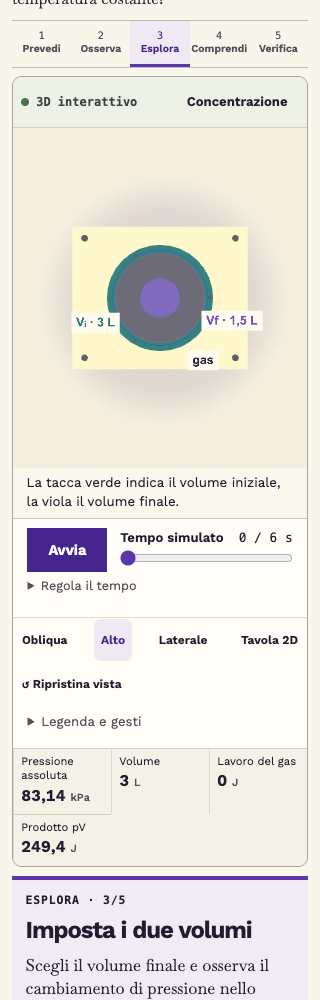 temperatura costante?
1 2 3 4 5
Prevedi Osserva Esplora Comprendi Verifica
3D interattivo Concentrazione
Vᵢ · 3 L
Vf · 1,5 L
gas
La tacca verde indica il volume iniziale,
la viola il volume finale.
Avvia
Tempo simulato 0 / 6 s
▶ Regola il tempo
Obliqua Alto Laterale Tavola 2D
↺ Ripristina vista
▶ Legenda e gesti
Pressione
assoluta
83,14 kPa
Volume
3 L
Lavoro del gas
0 J
Prodotto pV
249,4 J
ESPLORA · 3/5
Imposta i due volumi
Scegli il volume finale e osserva il
cambiamento di pressione nello